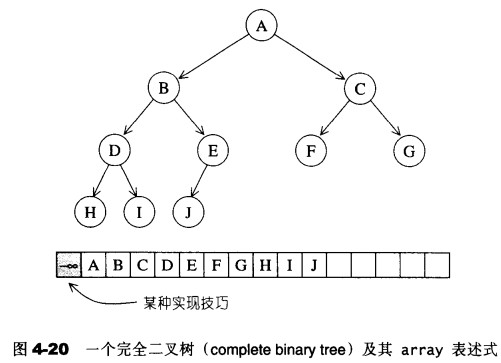 A
B C
D E F G
H I J
-∞ A B C D E F G H I J
某种实现技巧
图 4-20 一个完全二叉树（complete binary tree）及其 array 表述式